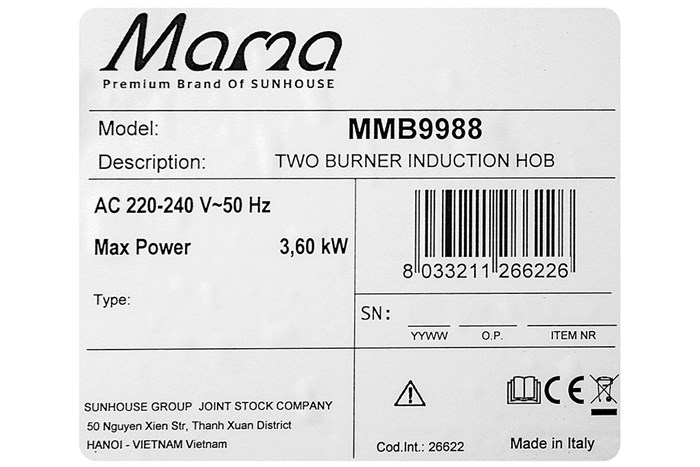 Mama
Premium Brand Of SUNHOUSE
Model: MMB9988
Description: TWO BURNER INDUCTION HOB
AC 220-240 V~50 Hz
Max Power 3,60 kW
Type:
8 033211 266226
SN:
YYWW O.P. ITEM NR
SUNHOUSE GROUP JOINT STOCK COMPANY
50 Nguyen Xien Str, Thanh Xuan District
HANOI - VIETNAM Vietnam
CE
Cod.Int.: 26622 Made in Italy